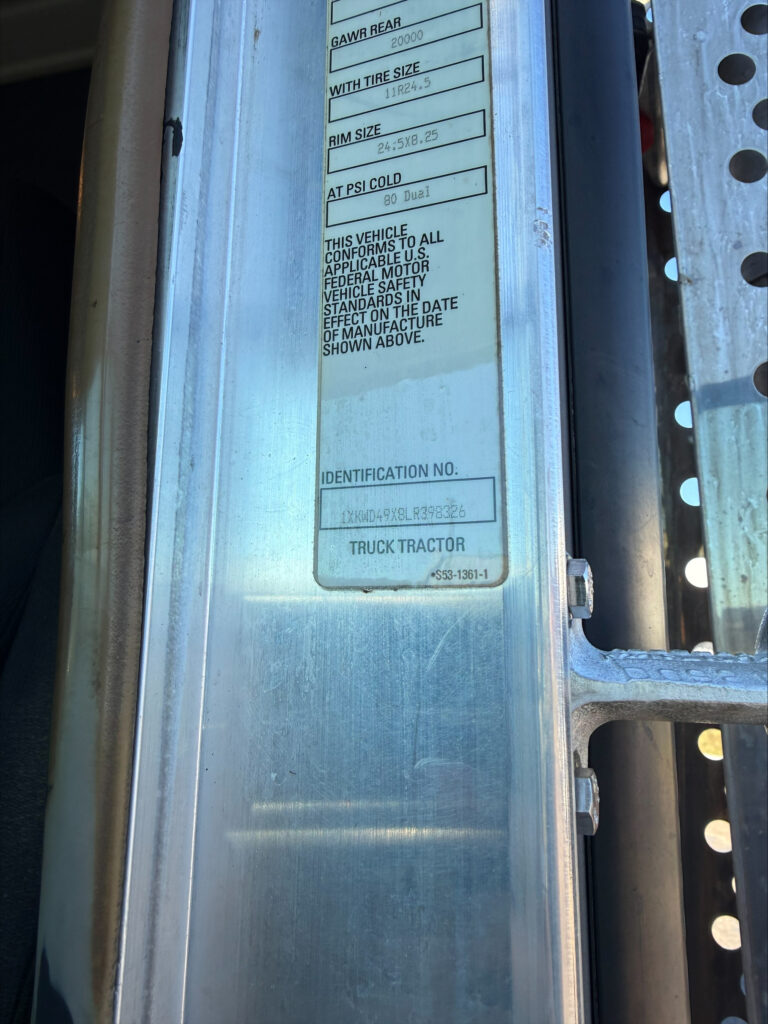 GAWR REAR
20000
WITH TIRE SIZE
11R24.5
RIM SIZE
24.5X8.25
AT PSI COLD
80 Dual
THIS VEHICLE
CONFORMS TO ALL
APPLICABLE U.S.
FEDERAL MOTOR
VEHICLE SAFETY
STANDARDS IN
EFFECT ON THE DATE
OF MANUFACTURE
SHOWN ABOVE.
IDENTIFICATION NO.
1XKWD49X8LR398326
TRUCK TRACTOR
•S53-1361-1